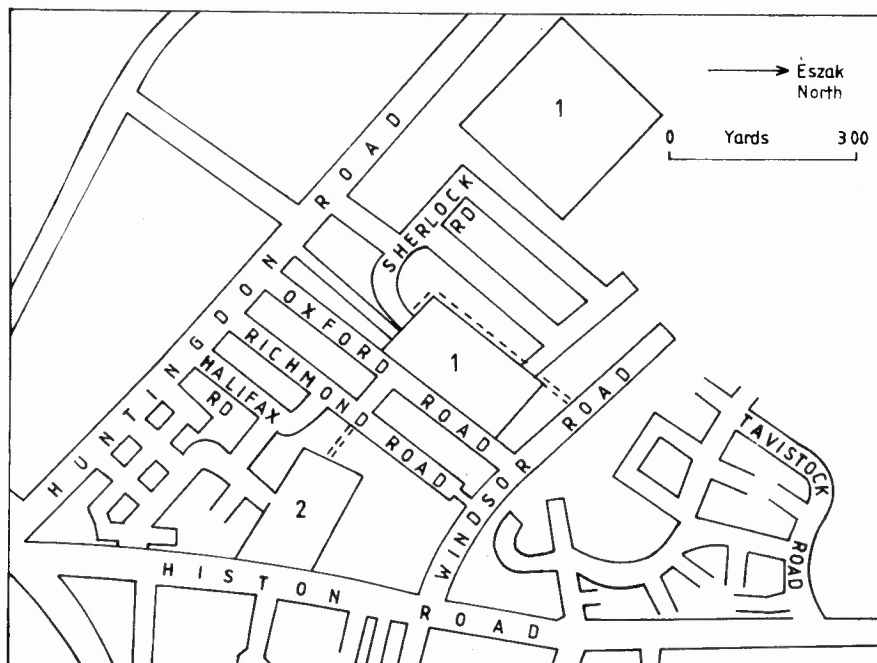 1
Észak
North
0 Yards 300
HUNTINGDON ROAD
SHERLOCK
RD
OXFORD ROAD
1
RICHMOND ROAD
HALIFAX
RD
WINDSOR ROAD
TAVISTOCK
ROAD
2
HISTON ROAD